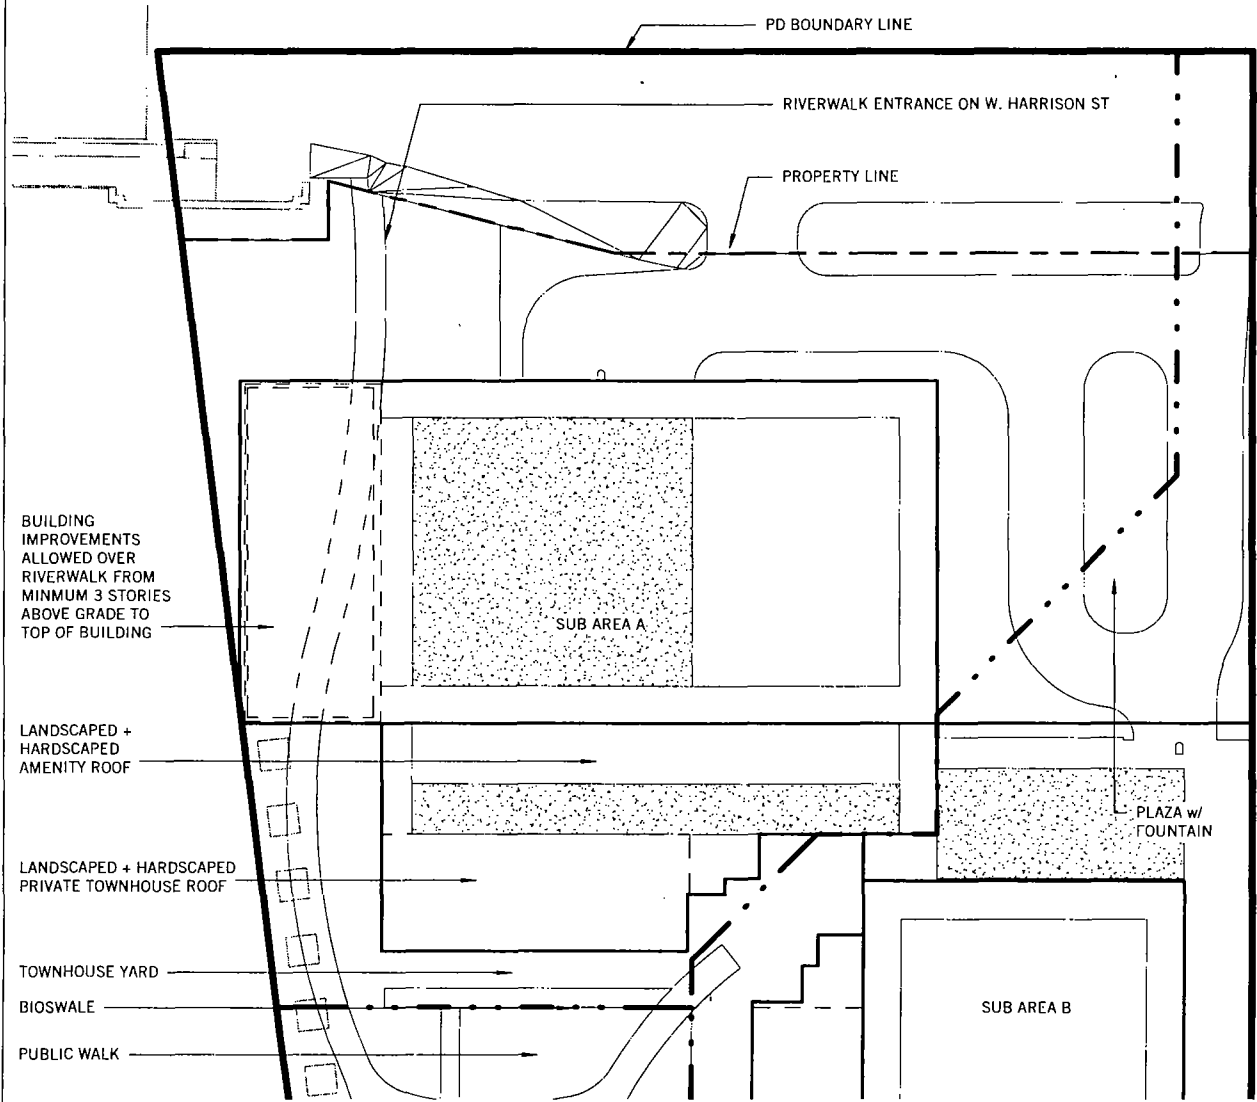 PD BOUNDARY LINE
RIVERWALK ENTRANCE ON W. HARRISON ST
PROPERTY LINE
BUILDING
IMPROVEMENTS
ALLOWED OVER
RIVERWALK FROM
MINMUM 3 STORIES
ABOVE GRADE TO
TOP OF BUILDING
SUB AREA A
LANDSCAPED +
HARDSCAPED
AMENITY ROOF
PLAZA w/
FOUNTAIN
LANDSCAPED + HARDSCAPED
PRIVATE TOWNHOUSE ROOF
TOWNHOUSE YARD
BIOSWALE
SUB AREA B
PUBLIC WALK